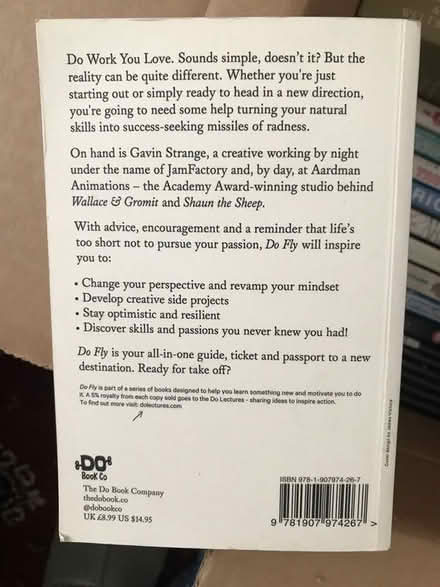 Do Work You Love. Sounds simple, doesn't it? But the
reality can be quite different. Whether you're just
starting out or simply ready to head in a new direction,
you're going to need some help turning your natural
skills into success-seeking missiles of radness.
On hand is Gavin Strange, a creative working by night
under the name of JamFactory and, by day, at Aardman
Animations – the Academy Award-winning studio behind
Wallace & Gromit and Shaun the Sheep.
With advice, encouragement and a reminder that life's
too short not to pursue your passion, Do Fly will inspire
you to:
• Change your perspective and revamp your mindset
• Develop creative side projects
• Stay optimistic and resilient
• Discover skills and passions you never knew you had!
Do Fly is your all-in-one guide, ticket and passport to a new
destination. Ready for take off?
Do Fly is part of a series of books designed to help you learn something new and motivate you to do
it. A 5% royalty from each copy sold goes to the Do Lectures - sharing ideas to inspire action.
To find out more visit: dolectures.com
Cover design by James Victore
DO
BOOK CO
The Do Book Company
thedobook.co
@dobookco
UK £8.99 US $14.95
ISBN 978-1-907974-26-7
9 781907 974267 >